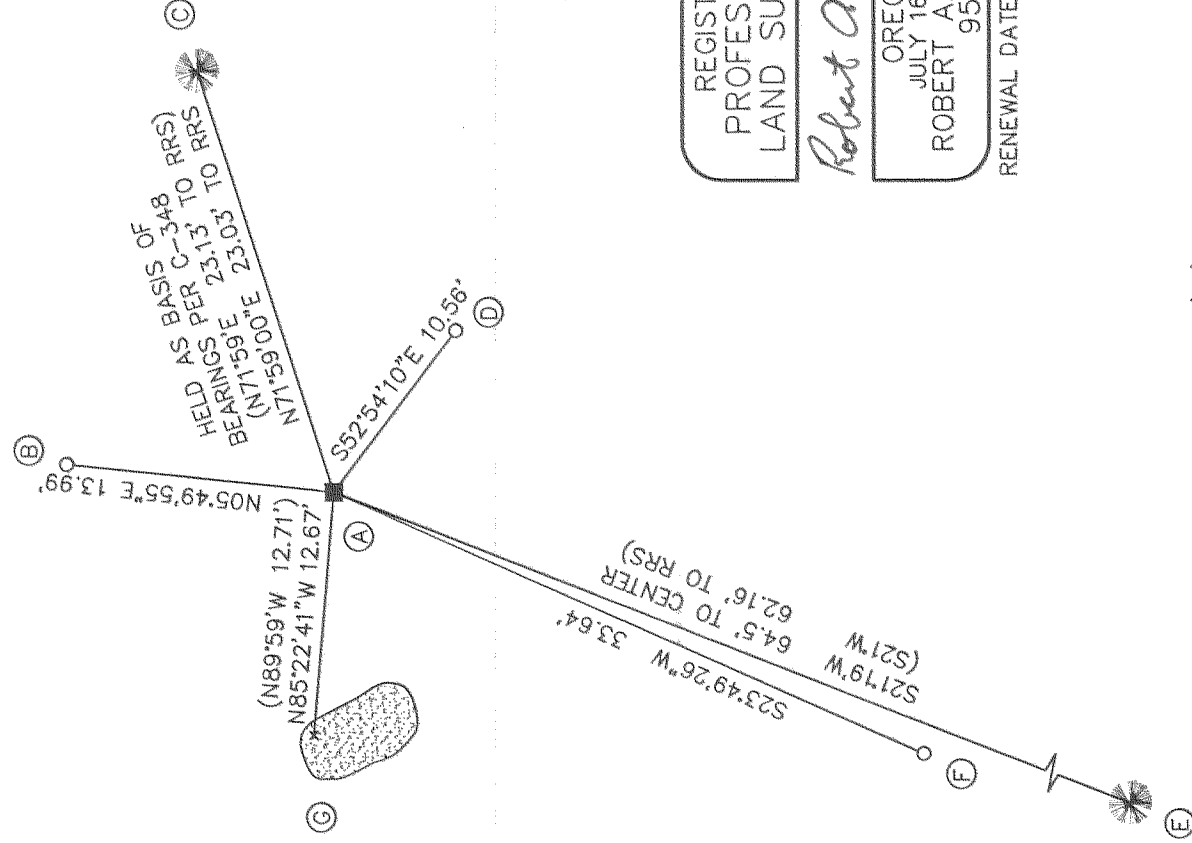 C
HELD AS BASIS OF
BEARINGS PER C-348
(N71°59'E 23.13' TO RRS)
N71°59'00"E 23.03' TO RRS
B
N05°49'55"E 13.99'
S52°54'10"E 10.56'
D
(N89°59'W 12.71')
N85°22'41"W 12.67'
A
G
S23°49'26"W 33.64'
S21°19'W 64.5' TO CENTER
(S21°W 62.16' TO RRS)
F
E
REGIST
PROFES
LAND SU
Robert A
OREG
JULY 16
ROBERT A.
95
RENEWAL DATE